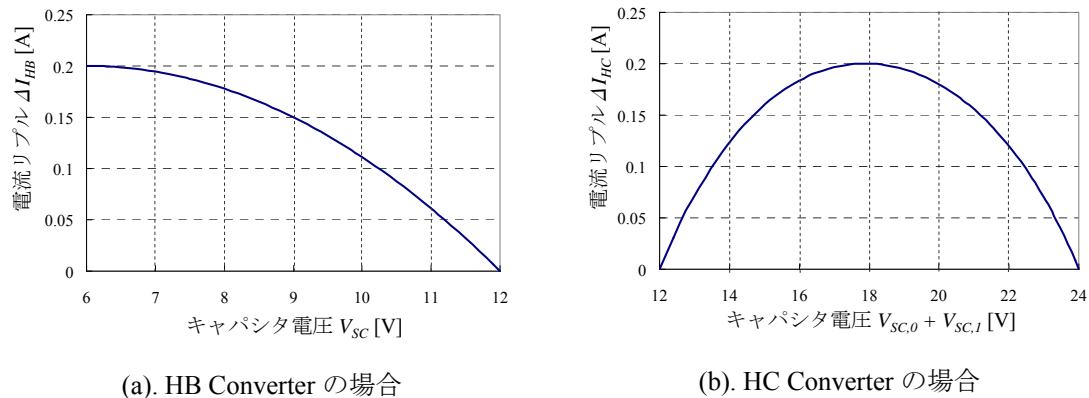 0.25
0.2
0.15
0.1
0.05
0
電流リプル ΔI_HB [A]
6 7 8 9 10 11 12
キャパシタ電圧 V_SC [V]
(a). HB Converter の場合
0.25
0.2
0.15
0.1
0.05
0
電流リプル ΔI_HC [A]
12 14 16 18 20 22 24
キャパシタ電圧 V_SC,0 + V_SC,1 [V]
(b). HC Converter の場合